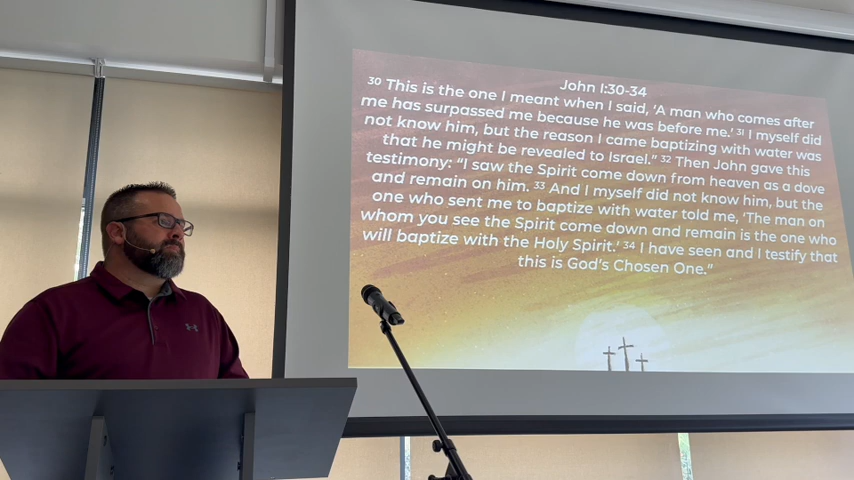 John 1:30-34
30 This is the one I meant when I said, ‘A man who comes after
me has surpassed me because he was before me.’ 31 I myself did
not know him, but the reason I came baptizing with water was
that he might be revealed to Israel.” 32 Then John gave this
testimony: “I saw the Spirit come down from heaven as a dove
and remain on him. 33 And I myself did not know him, but the
one who sent me to baptize with water told me, ‘The man on
whom you see the Spirit come down and remain is the one who
will baptize with the Holy Spirit.’ 34 I have seen and I testify that
this is God’s Chosen One.”